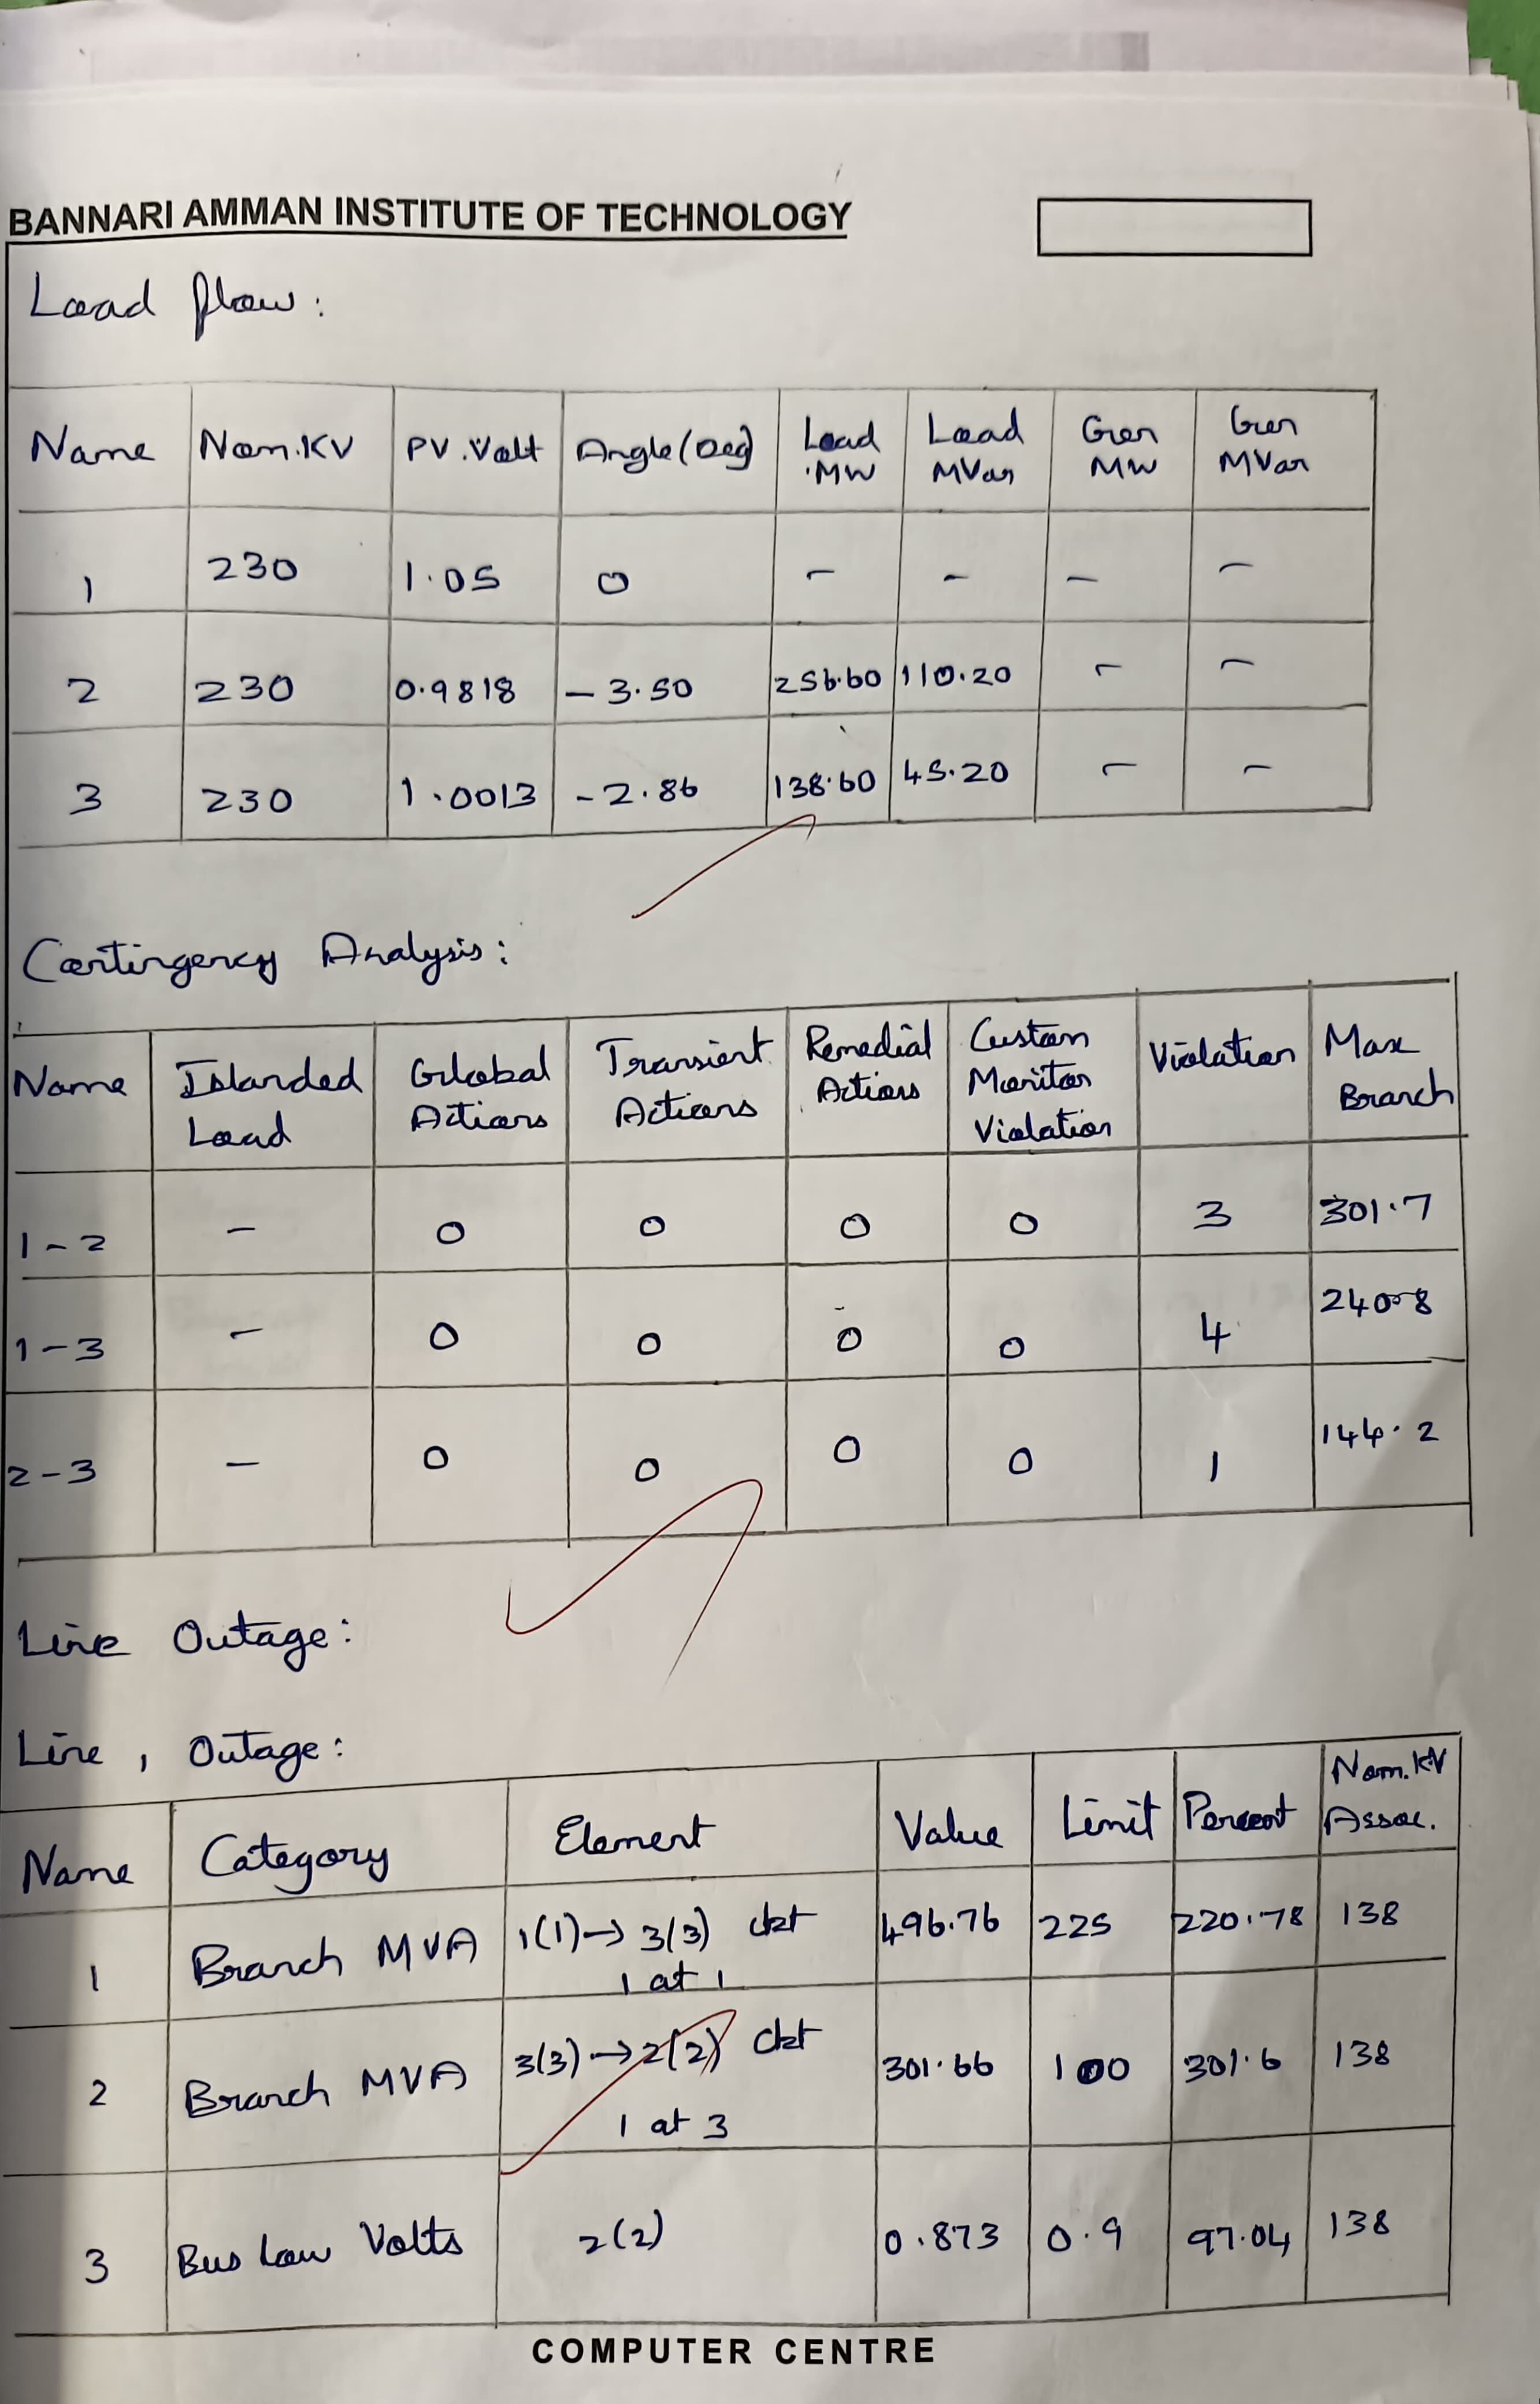 BANNARI AMMAN INSTITUTE OF TECHNOLOGY
Load flow:
Name Nom.KV PV.Volt Angle(Deg) Load MW Load MVar Gen MW Gen MVar
1 230 1.05 0 - - - -
2 230 0.9818 -3.50 256.60 110.20 - -
3 230 1.0013 -2.86 138.60 45.20 - -
Contingency Analysis:
Name Islanded Load Global Actions Transient Actions Remedial Actions Custom Monitor Violation Violation Max Branch
1-2 - 0 0 0 0 3 301.7
1-3 - 0 0 0 0 4 240.8
2-3 - 0 0 0 0 1 144.2
Line Outage:
Line 1 Outage:
Name Category Element Value Limit Percent Nom.KV Assoc.
1 Branch MVA 1(1)→3(3) ckt 1 at 1 496.76 225 220.78 138
2 Branch MVA 3(3)→2(2) ckt 1 at 3 301.66 100 301.6 138
3 Bus Low Volts 2(2) 0.873 0.9 97.04 138
COMPUTER CENTRE